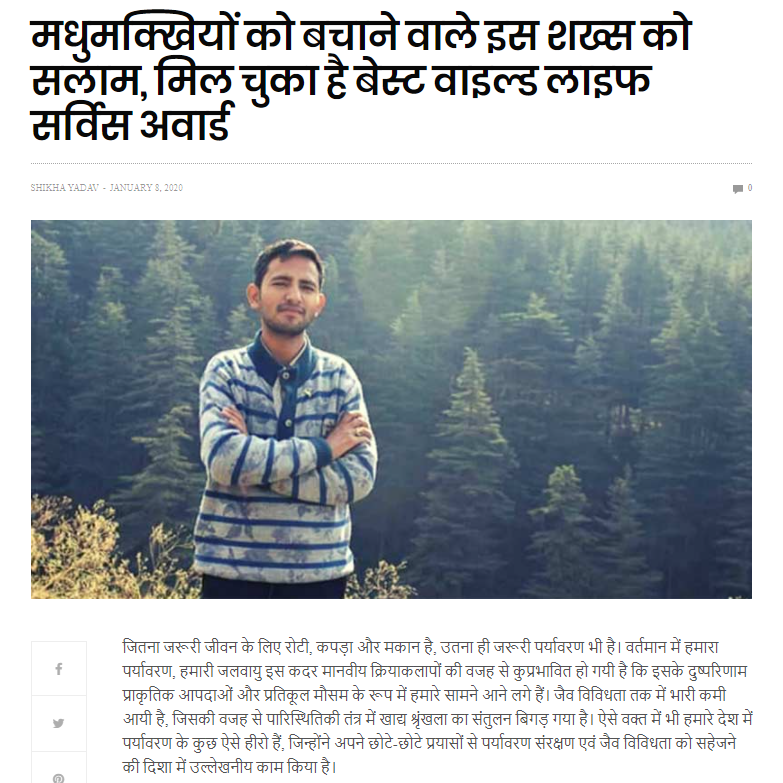 मधुमक्खियों को बचाने वाले इस शख्स को
सलाम, मिल चुका है बेस्ट वाइल्ड लाइफ
सर्विस अवार्ड
SHIKHA YADAV - JANUARY 8, 2020
0
जितना जरूरी जीवन के लिए रोटी, कपड़ा और मकान है, उतना ही जरूरी पर्यावरण भी है। वर्तमान में हमारा
पर्यावरण, हमारी जलवायु इस कदर मानवीय क्रियाकलापों की वजह से कुप्रभावित हो गयी है कि इसके दुष्परिणाम
प्राकृतिक आपदाओं और प्रतिकूल मौसम के रूप में हमारे सामने आने लगे हैं। जैव विविधता तक में भारी कमी
आयी है, जिसकी वजह से पारिस्थितिकी तंत्र में खाद्य श्रृंखला का संतुलन बिगड़ गया है। ऐसे वक्त में भी हमारे देश में
पर्यावरण के कुछ ऐसे हीरो हैं, जिन्होंने अपने छोटे-छोटे प्रयासों से पर्यावरण संरक्षण एवं जैव विविधता को सहेजने
की दिशा में उल्लेखनीय काम किया है।